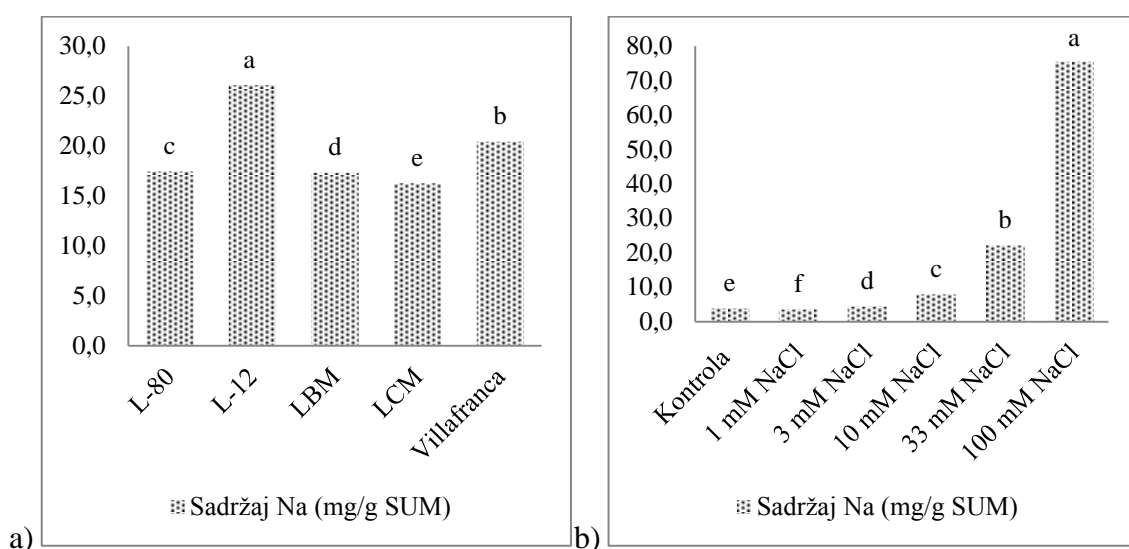 30,0
25,0
20,0
15,0
10,0
5,0
0,0
c
a
d
e
b
L-80
L-12
LBM
LCM
Villafranca
Sadržaj Na (mg/g SUM)
a)
80,0
70,0
60,0
50,0
40,0
30,0
20,0
10,0
0,0
e
f
d
c
b
a
Kontrola
1 mM NaCl
3 mM NaCl
10 mM NaCl
33 mM NaCl
100 mM NaCl
Sadržaj Na (mg/g SUM)
b)